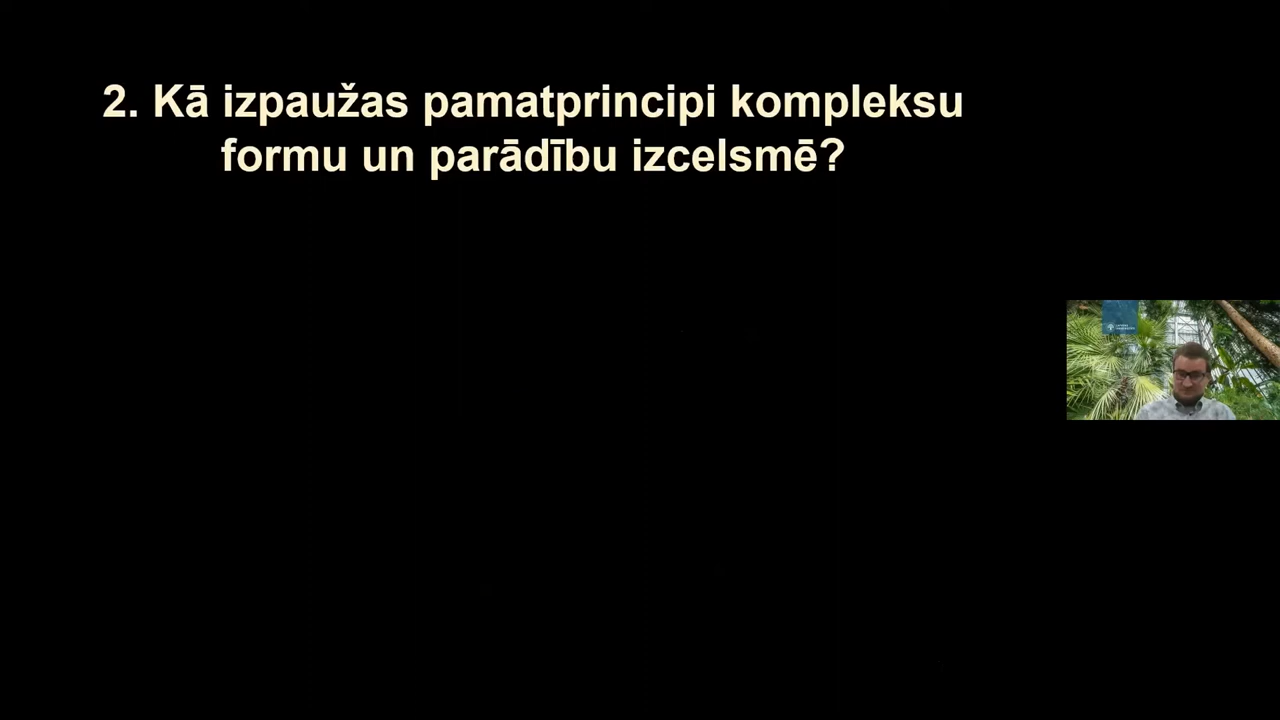 2. Kā izpaužas pamatprincipi kompleksu
formu un parādību izcelsmē?